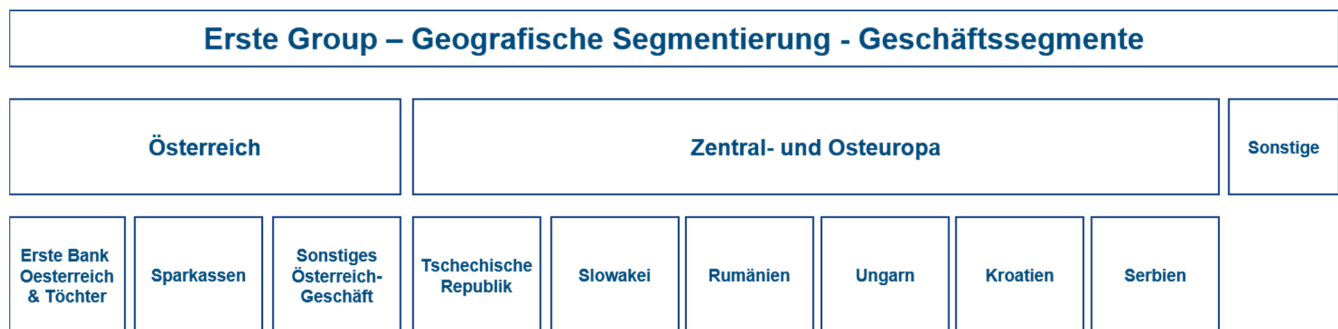 Erste Group – Geografische Segmentierung - Geschäftssegmente
Österreich
Zentral- und Osteuropa
Sonstige
Erste Bank
Oesterreich
& Töchter
Sparkassen
Sonstiges
Österreich-
Geschäft
Tschechische
Republik
Slowakei
Rumänien
Ungarn
Kroatien
Serbien